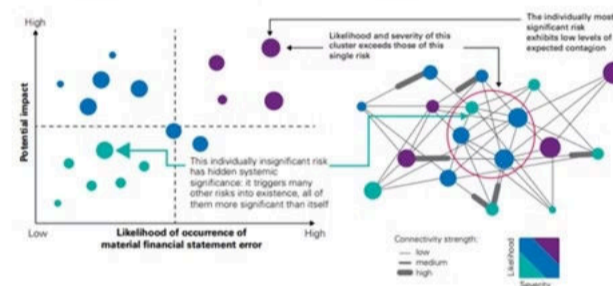 High
Potential impact
Low
Likelihood of occurrence of
material financial statement error
High
Likelihood and severity of this
cluster exceeds those of this
single risk
The individually most
significant risk
exhibits low levels of
expected contagion
This individually insignificant risk
has hidden systemic
significance: it triggers many
other risks into existence, all of
them more significant than itself
Connectivity strength:
low
medium
high
Likelihood
Severity